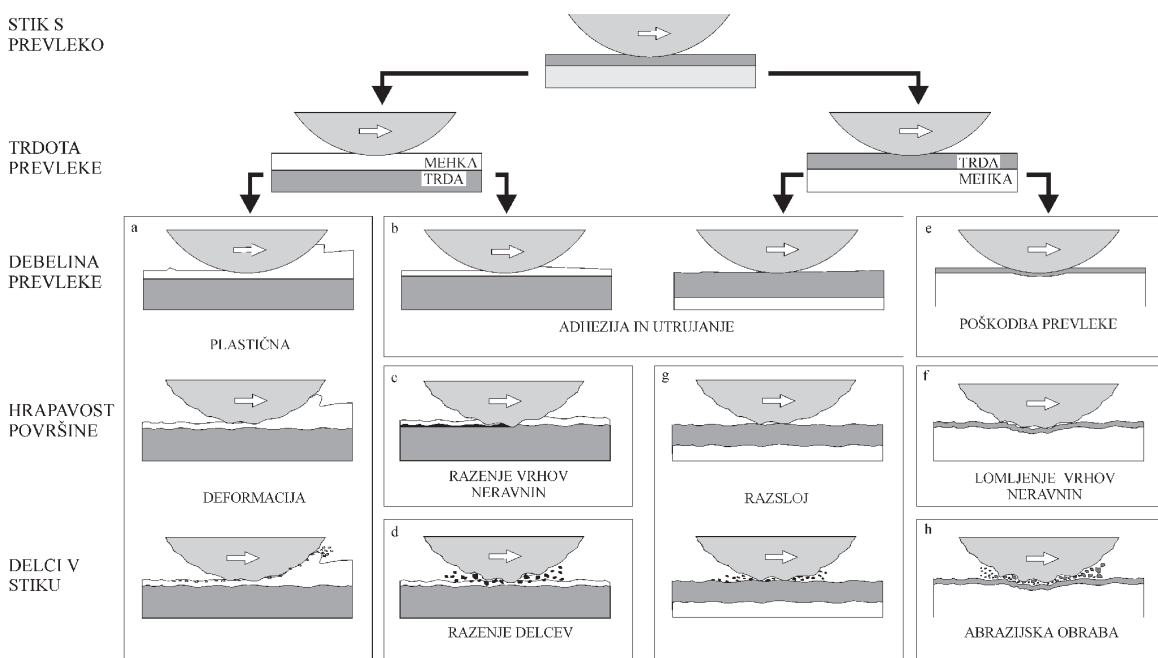 STIK S
PREVLEKO
TRDOTA
PREVLEKE
MEHKA
TRDA
TRDA
MEHKA
DEBELINA
PREVLEKE
a
PLASTIČNA
b
ADHEZIJA IN UTRUJANJE
e
POŠKODBA PREVLEKE
HRAPAVOST
POVRŠINE
DEFORMACIJA
c
RAZENJE VRHOV
NERAVNIN
g
RAZSLOJ
f
LOMLJENJE VRHOV
NERAVNIN
DELCI V
STIKU
d
RAZENJE DELCEV
h
ABRAZIJSKA OBRABA